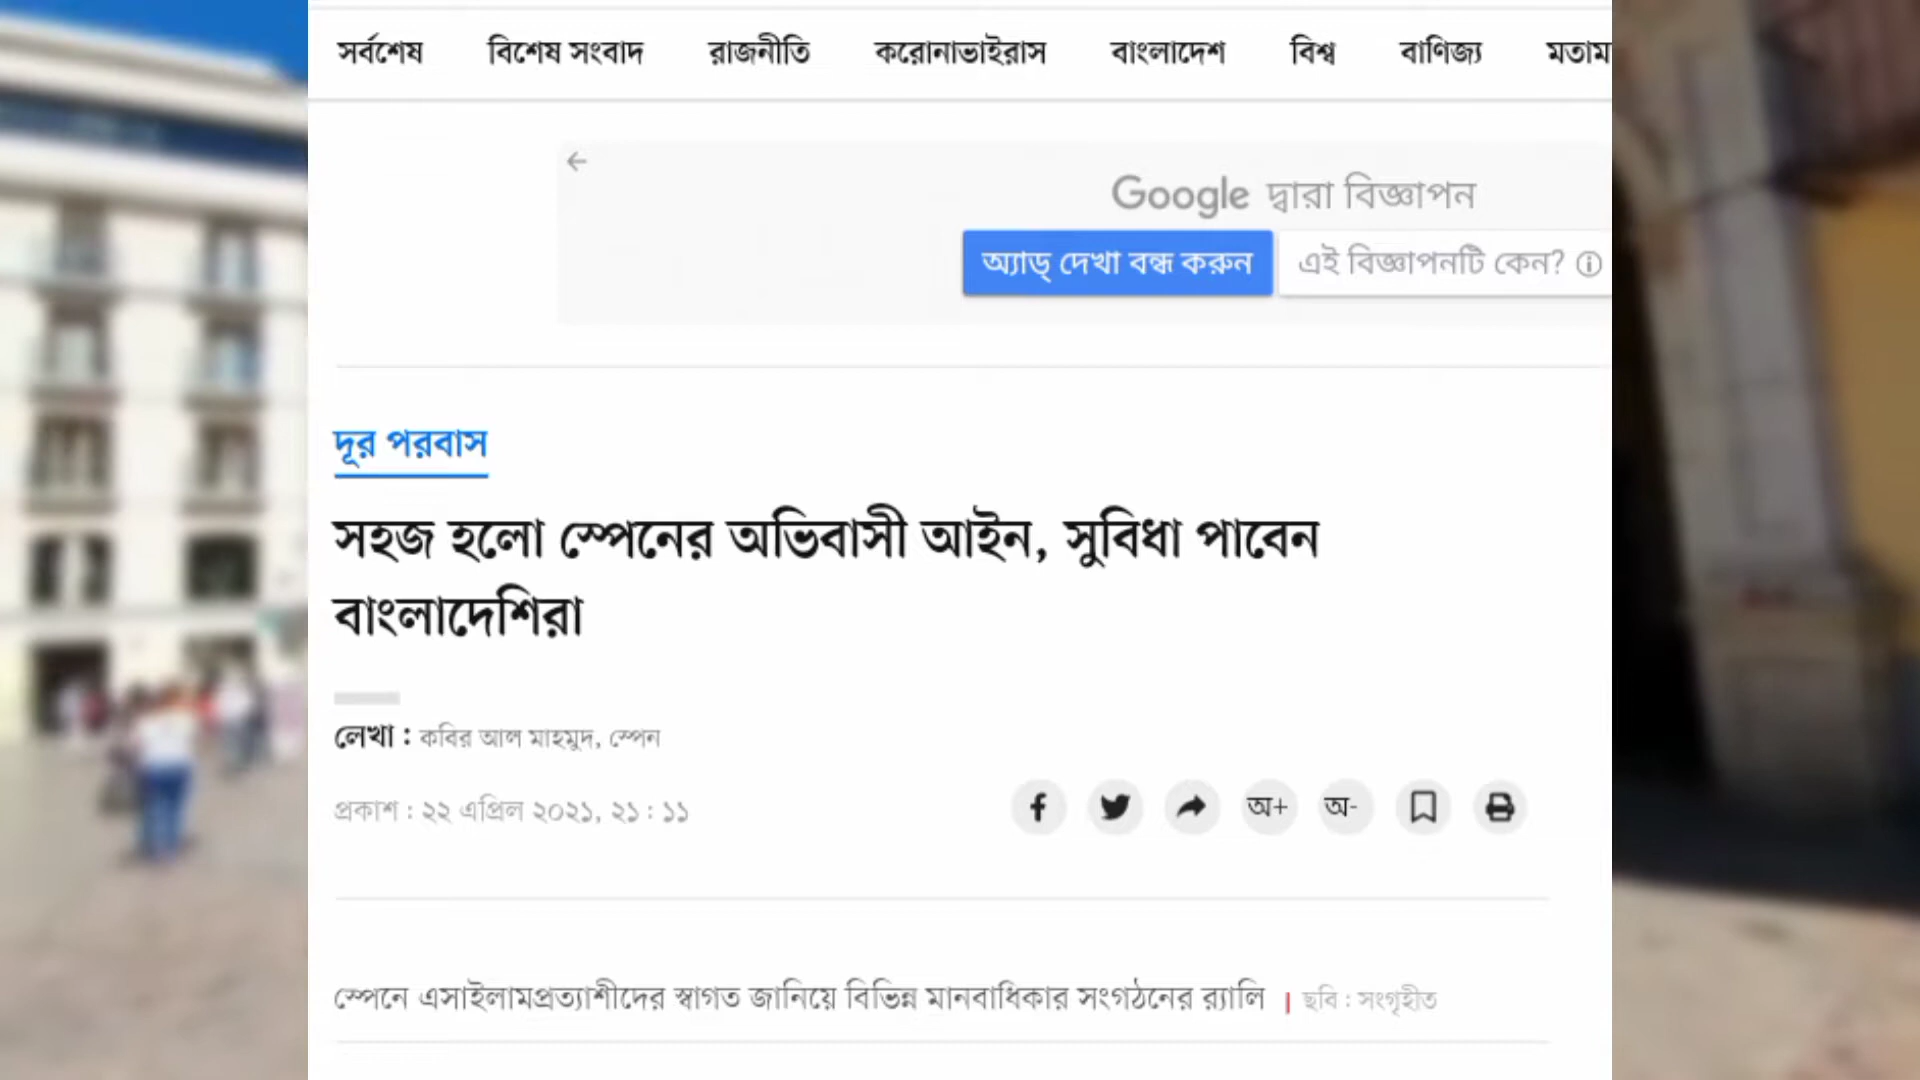 সর্বশেষ বিশেষ সংবাদ রাজনীতি করোনাভাইরাস বাংলাদেশ বিশ্ব বাণিজ্য মতাম
Google দ্বারা বিজ্ঞাপন
অ্যাড্ দেখা বন্ধ করুন এই বিজ্ঞাপনটি কেন?
দূর পরবাস
সহজ হলো স্পেনের অভিবাসী আইন, সুবিধা পাবেন
বাংলাদেশিরা
লেখা : কবির আল মাহমুদ, স্পেন
প্রকাশ : ২২ এপ্রিল ২০২১, ২১ : ১১
অ+ অ-
স্পেনে এসাইলামপ্রত্যাশীদের স্বাগত জানিয়ে বিভিন্ন মানবাধিকার সংগঠনের র‍্যালি | ছবি : সংগৃহীত